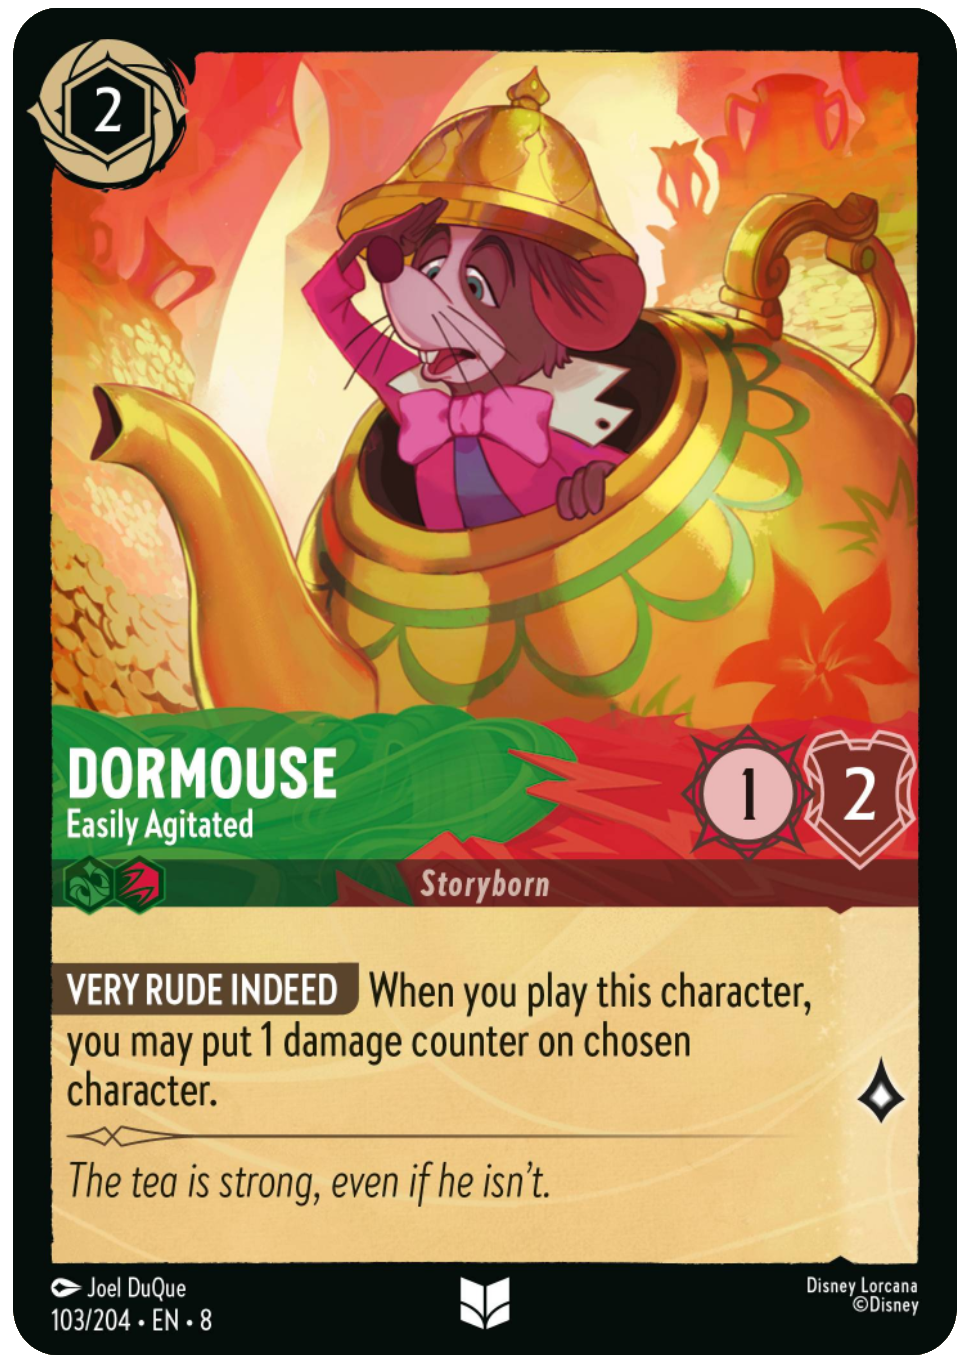 2
DORMOUSE
Easily Agitated
1
2
Storyborn
VERY RUDE INDEED When you play this character,
you may put 1 damage counter on chosen
character.
The tea is strong, even if he isn't.
Joel DuQue
103/204 • EN • 8
Disney Lorcana
©Disney